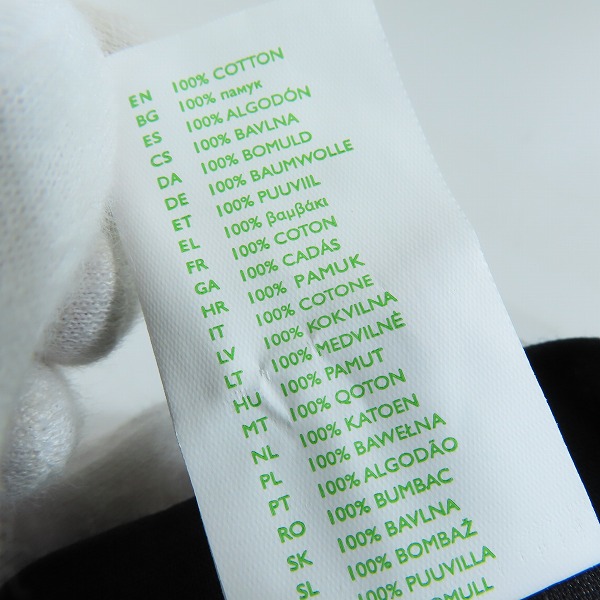 EN 100% COTTON
BG 100% памук
ES 100% ALGODÓN
CS 100% BAVLNA
DA 100% BOMULD
DE 100% BAUMWOLLE
ET 100% PUUVIIL
EL 100% βαμβάκι
FR 100% COTON
GA 100% CADÁS
HR 100% PAMUK
IT 100% COTONE
LV 100% KOKVILNA
LT 100% MEDVILNĖ
HU 100% PAMUT
MT 100% QOTON
NL 100% KATOEN
PL 100% BAWEŁNA
PT 100% ALGODÃO
RO 100% BUMBAC
SK 100% BAVLNA
SL 100% BOMBAŽ
100% PUUVILLA